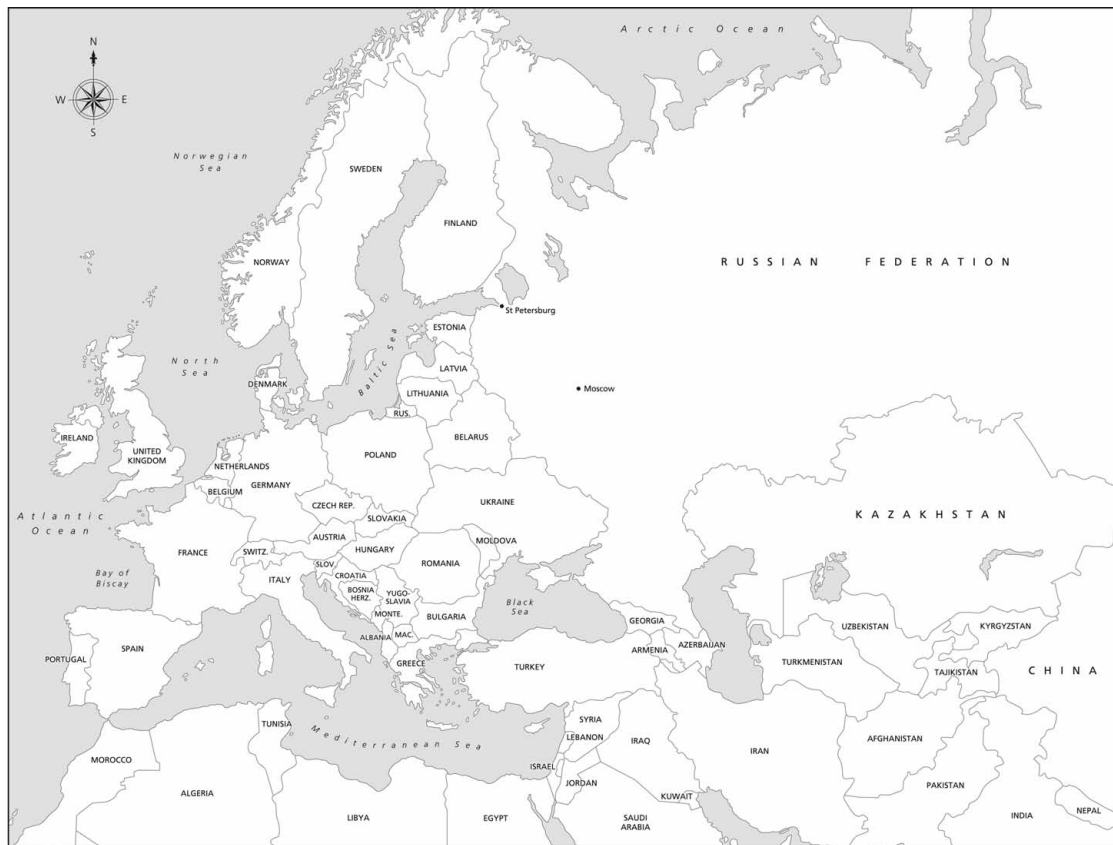 Arctic Ocean
N
W
E
S
Norwegian
Sea
SWEDEN
FINLAND
NORWAY
RUSSIAN FEDERATION
St Petersburg
ESTONIA
North
Sea
Baltic Sea
LATVIA
DENMARK
Moscow
LITHUANIA
RUS.
IRELAND
UNITED
KINGDOM
BELARUS
NETHERLANDS
POLAND
BELGIUM
GERMANY
UKRAINE
CZECH REP.
Atlantic
Ocean
SLOVAKIA
KAZAKHSTAN
AUSTRIA
MOLDOVA
FRANCE
SWITZ.
HUNGARY
SLOV.
ROMANIA
Bay of
Biscay
ITALY
CROATIA
BOSNIA
HERZ.
YUGO-
SLAVIA
Black
Sea
MONTE.
BULGARIA
GEORGIA
UZBEKISTAN
KYRGYZSTAN
ALBANIA
MAC.
ARMENIA
AZERBAIJAN
PORTUGAL
SPAIN
GREECE
TURKEY
TURKMENISTAN
TAJIKISTAN
CHINA
TUNISIA
Mediterranean Sea
SYRIA
LEBANON
IRAQ
IRAN
AFGHANISTAN
MOROCCO
ISRAEL
JORDAN
PAKISTAN
ALGERIA
KUWAIT
LIBYA
EGYPT
SAUDI
ARABIA
INDIA
NEPAL